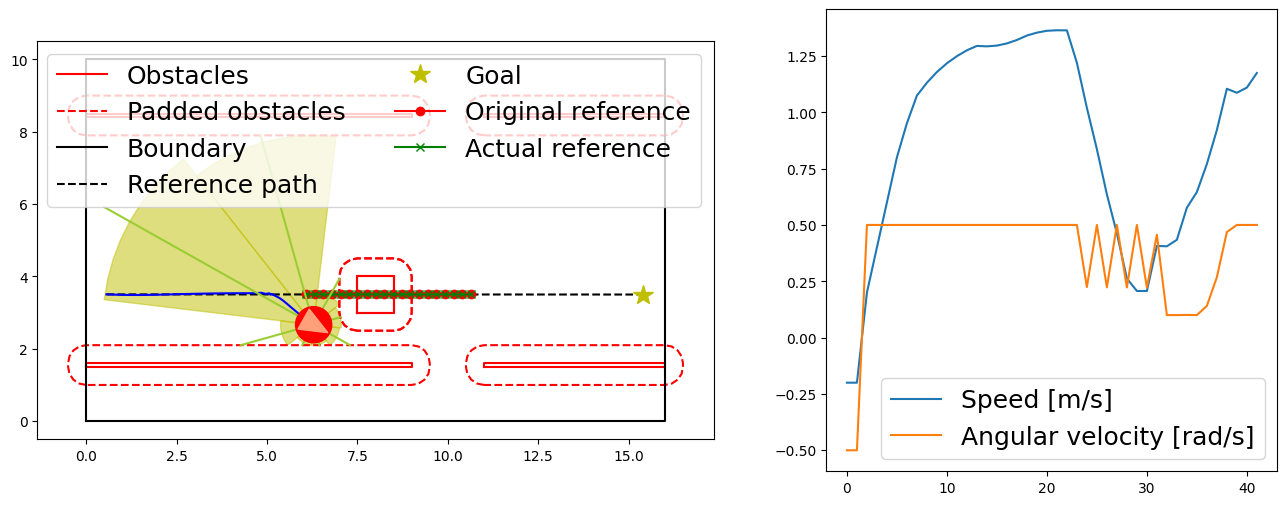 Obstacles
Padded obstacles
Boundary
Reference path
Goal
Original reference
Actual reference
10
8
6
4
2
0
0.0 2.5 5.0 7.5 10.0 12.5 15.0
1.25
1.00
0.75
0.50
0.25
0.00
−0.25
−0.50
Speed [m/s]
Angular velocity [rad/s]
0 10 20 30 40